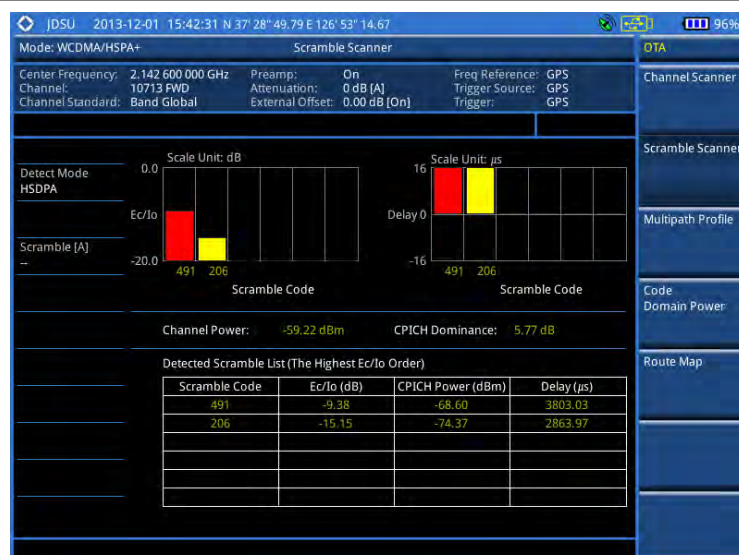 JDSU 2013-12-01 15:42:31 N 37' 28" 49.79 E 126' 53" 14.67 96%
Mode: WCDMA/HSPA+ Scramble Scanner OTA
Center Frequency: 2.142 600 000 GHz Preamp: On Freq Reference: GPS
Channel: 10713 FWD Attenuation: 0 dB [A] Trigger Source: GPS
Channel Standard: Band Global External Offset: 0.00 dB [On] Trigger: GPS
Channel Scanner
Scramble Scanner
Multipath Profile
Code
Domain Power
Route Map
Detect Mode
HSDPA
Scramble [A]
--
Scale Unit: dB
0.0
Ec/Io
-20.0
491 206
Scramble Code
Scale Unit: μs
16
Delay 0
-16
491 206
Scramble Code
Channel Power: -59.22 dBm CPICH Dominance: 5.77 dB
Detected Scramble List (The Highest Ec/Io Order)
Scramble Code Ec/Io (dB) CPICH Power (dBm) Delay (μs)
491 -9.38 -68.60 3803.03
206 -15.15 -74.37 2863.97